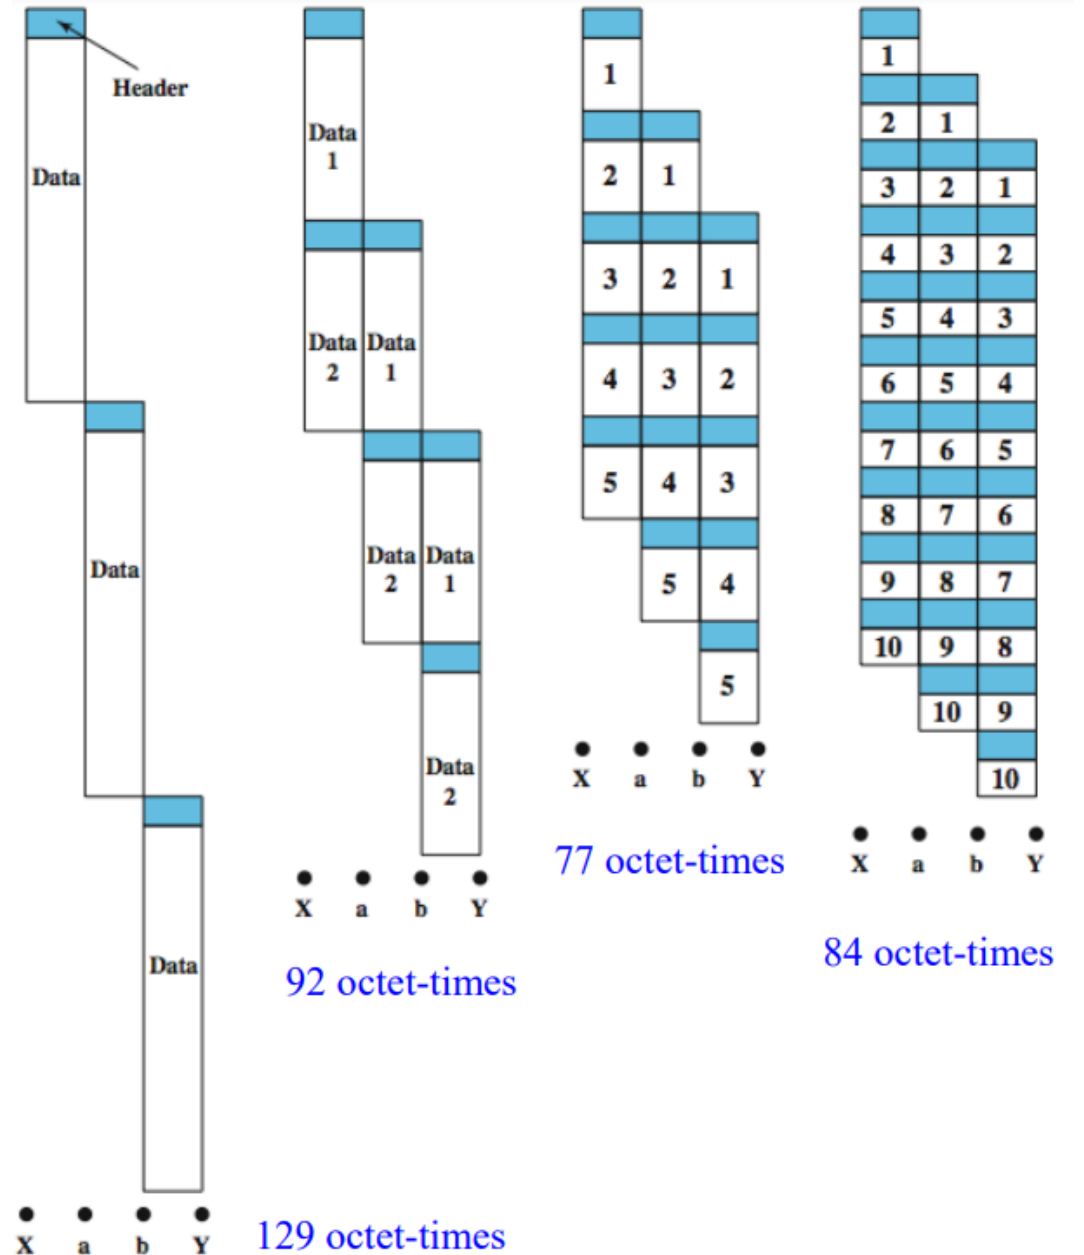 Header
Data
Data
Data
X a b Y
129 octet-times
Data
1
Data Data
2 1
Data Data
2 1
Data
2
X a b Y
92 octet-times
1
2 1
3 2 1
4 3 2
5 4 3
5 4
5
X a b Y
77 octet-times
1
2 1
3 2 1
4 3 2
5 4 3
6 5 4
7 6 5
8 7 6
9 8 7
10 9 8
10 9
10
X a b Y
84 octet-times